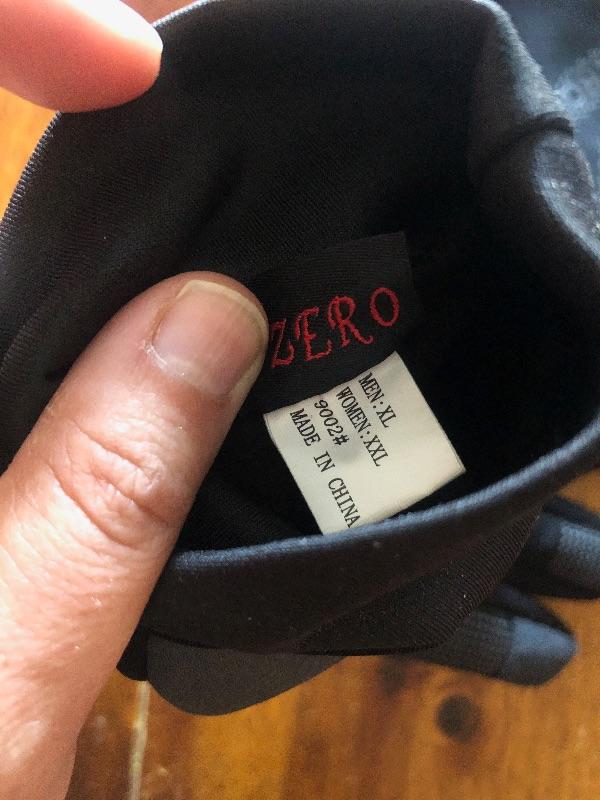 ZERO
MEN:XL
WOMEN:XXL
9002#
MADE IN CHINA